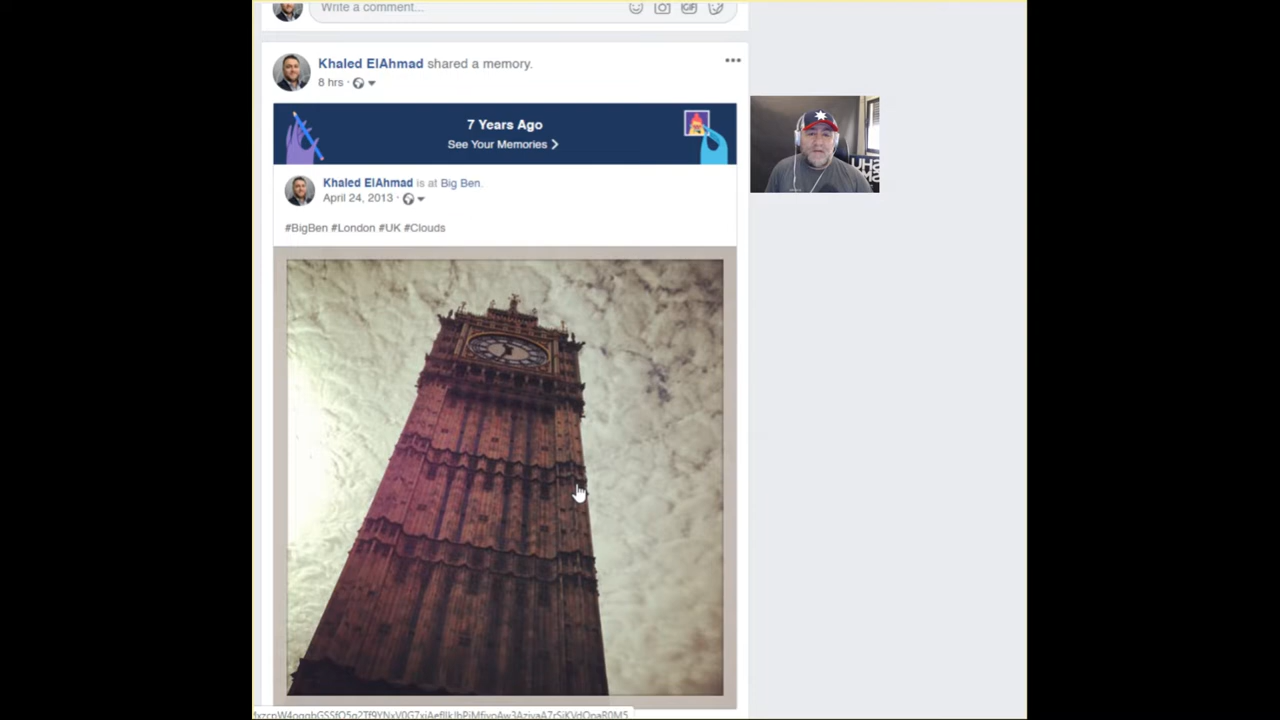 Write a comment...
Khaled ElAhmad shared a memory.
8 hrs ·
7 Years Ago
See Your Memories
Khaled ElAhmad is at Big Ben.
April 24, 2013 ·
#BigBen #London #UK #Clouds